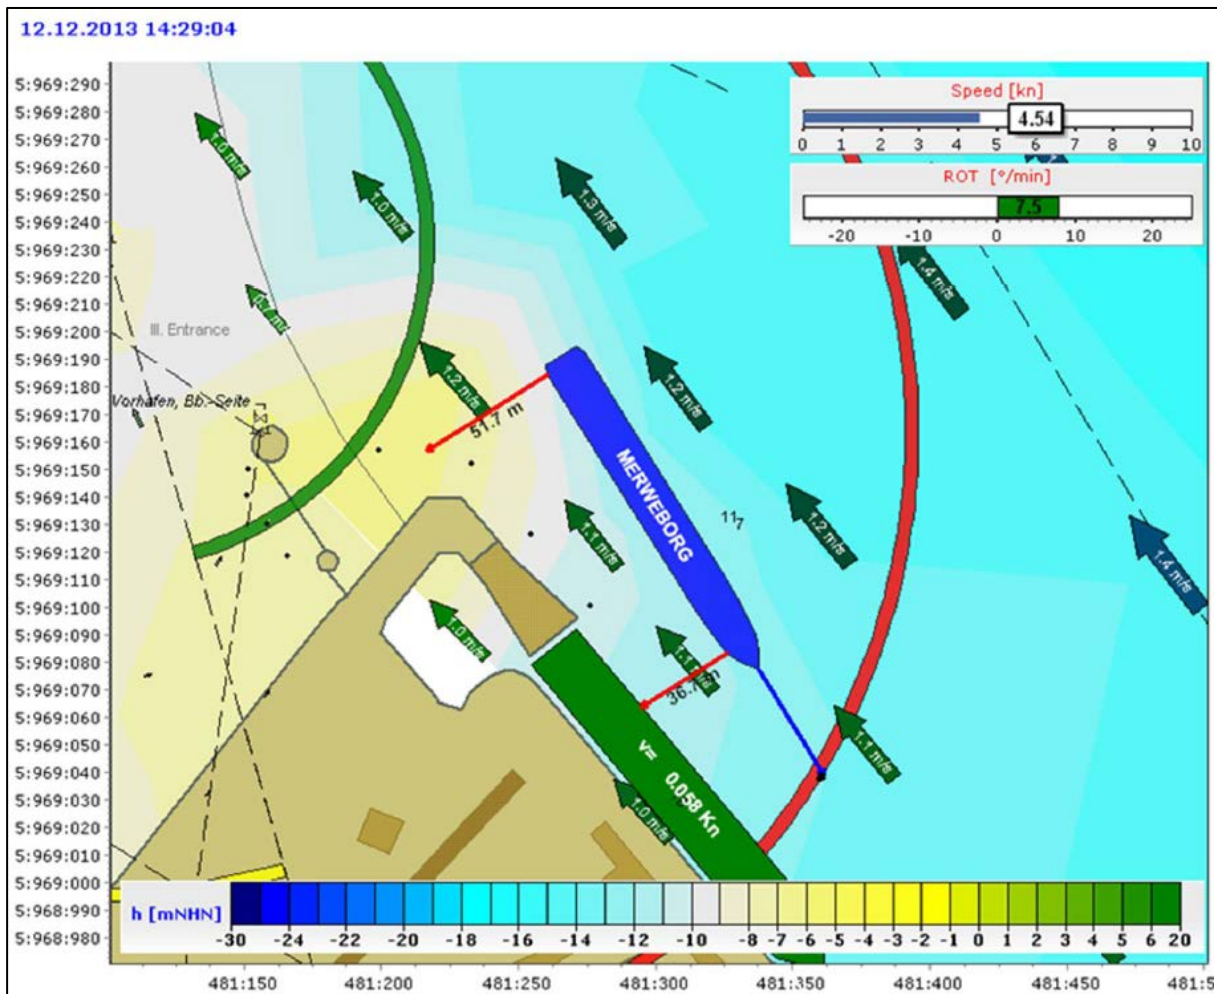 12.12.2013 14:29:04
Speed [kn]
4.54
0 1 2 3 4 5 6 7 8 9 10
ROT [°/min]
7.5
-20 -10 0 10 20
5:969:290
5:969:280
5:969:270
5:969:260
5:969:250
5:969:240
5:969:230
5:969:220
5:969:210
5:969:200
5:969:190
5:969:180
5:969:170
5:969:160
5:969:150
5:969:140
5:969:130
5:969:120
5:969:110
5:969:100
5:969:090
5:969:080
5:969:070
5:969:060
5:969:050
5:969:040
5:969:030
5:969:020
5:969:010
5:969:000
5:968:990
5:968:980
1.0 m/s
1.0 m/s
1.3 m/s
1.4 m/s
0.7 m/
III. Entrance
1.2 m/s
1.2 m/s
Vorhafen, Bb.-Seite
51.7 m
MERWEBORG
11₇
1.1 m/s
1.2 m/s
1.4 m/s
1.0 m/s
1.1 m/s
1.1 m/s
v= 0.058 Kn
1.0 m/s
h [mNHN]
-30 -24 -22 -20 -18 -16 -14 -12 -10 -8 -7 -6 -5 -4 -3 -2 -1 0 1 2 3 4 5 6 20
481:150 481:200 481:250 481:300 481:350 481:400 481:450 481:5